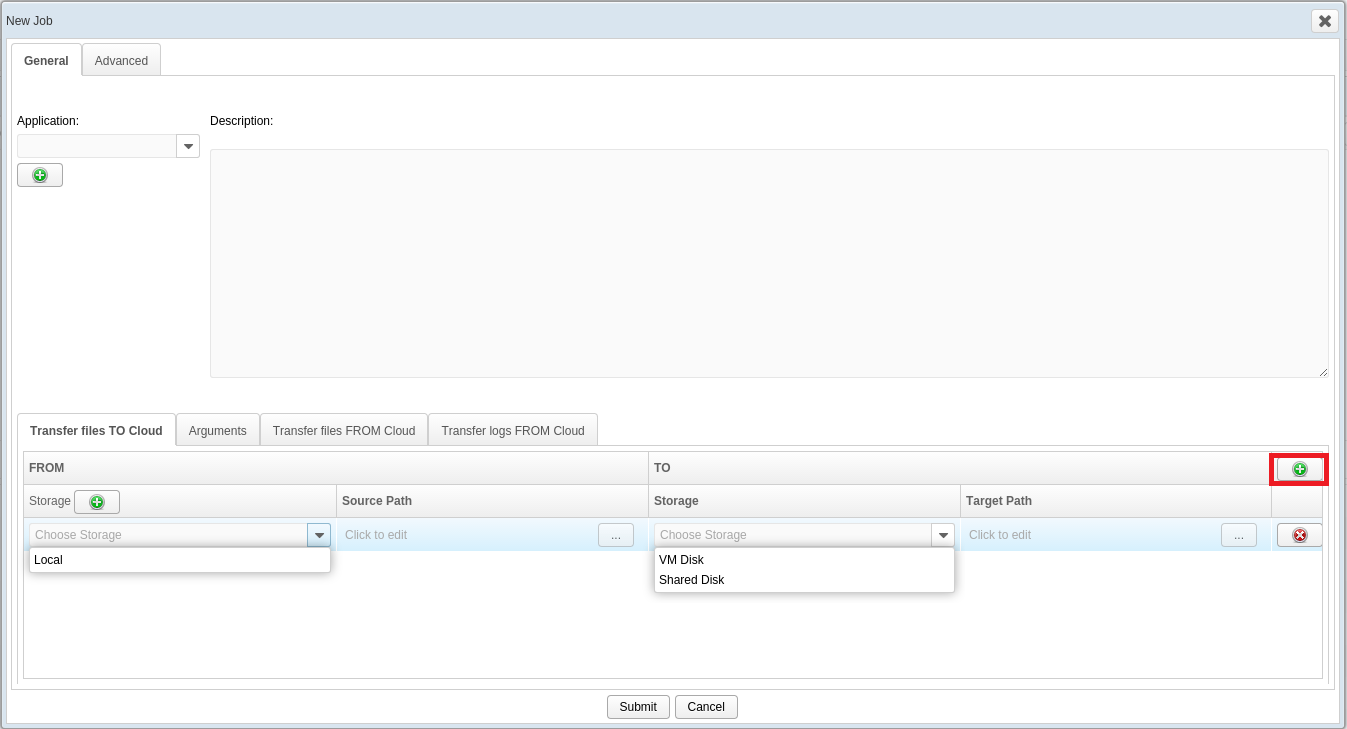 New Job
General Advanced
Application: Description:
Transfer files TO Cloud Arguments Transfer files FROM Cloud Transfer logs FROM Cloud
FROM TO
Storage Source Path Storage Target Path
Choose Storage Click to edit ... Choose Storage Click to edit ...
Local VM Disk
Shared Disk
Submit Cancel